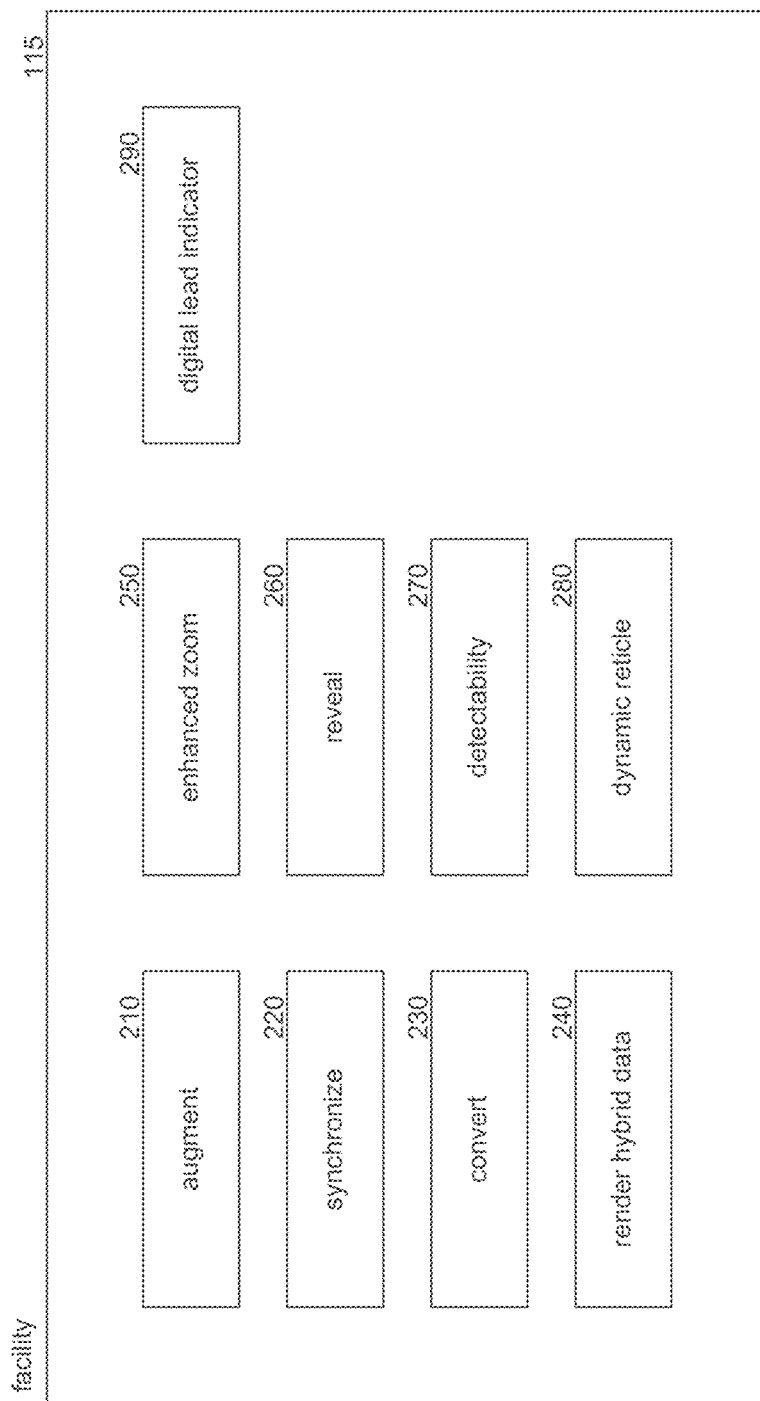 facility
115
210
augment
220
synchronize
230
convert
240
render hybrid data
250
enhanced zoom
260
reveal
270
detectability
280
dynamic reticle
290
digital lead indicator